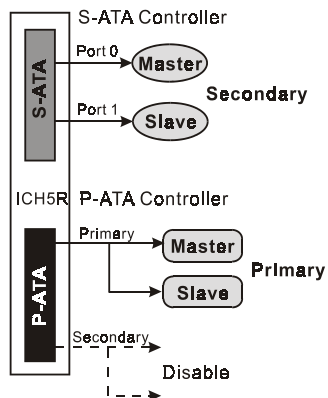 S-ATA Controller
S-ATA
Port 0
Master
Secondary
Port 1
Slave
ICH5R P-ATA Controller
P-ATA
Primary
Master
Primary
Slave
Secondary
Disable